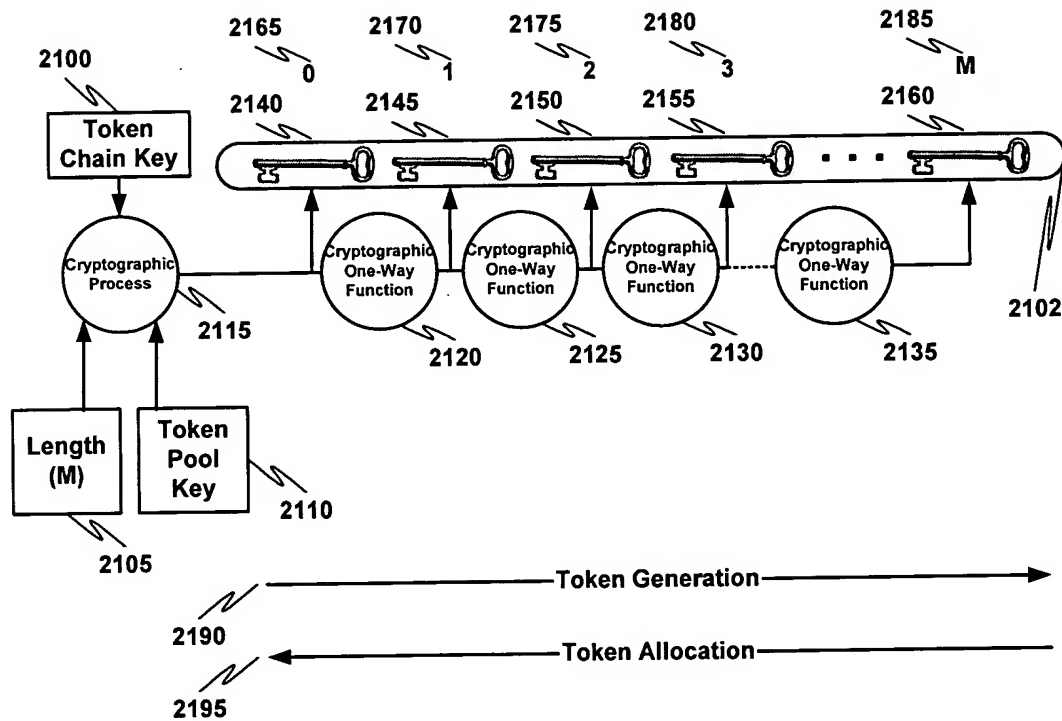 2165 2170 2175 2180 2185
2100 0 1 2 3 M
2140 2145 2150 2155 2160
Token
Chain Key
Cryptographic
Process
Cryptographic
One-Way
Function
Cryptographic
One-Way
Function
Cryptographic
One-Way
Function
Cryptographic
One-Way
Function
2102
2115
2120 2125 2130 2135
Length
(M)
Token
Pool
Key
2110
2105
Token Generation
2190
Token Allocation
2195